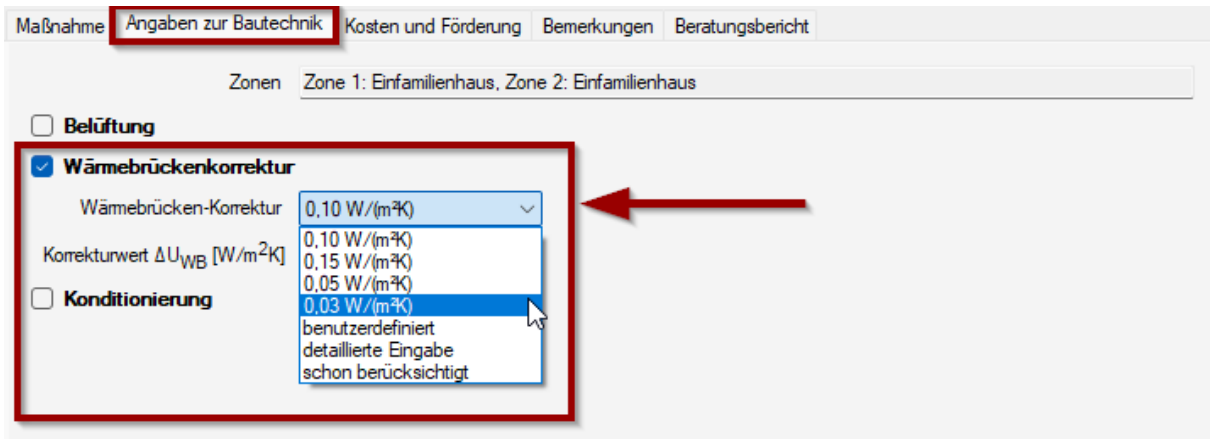 Maßnahme Angaben zur Bautechnik Kosten und Förderung Bemerkungen Beratungsbericht
Zonen Zone 1: Einfamilienhaus, Zone 2: Einfamilienhaus
Belüftung
Wärmebrückenkorrektur
Wärmebrücken-Korrektur 0,10 W/(m²K)
0,10 W/(m²K)
0,15 W/(m²K)
Korrekturwert ΔU_WB [W/m²K]
0,05 W/(m²K)
Konditionierung 0,03 W/(m²K)
benutzerdefiniert
detaillierte Eingabe
schon berücksichtigt